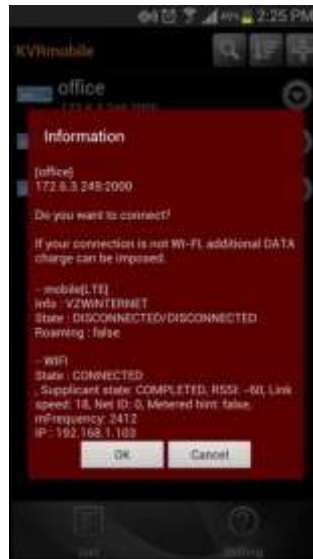 2:25 PM
KVRmobile
office
Information
[office]
172.6.3.249:2000
Do you want to connect?
If your connection is not WI-FI, additional DATA
charge can be imposed.
- mobile[LTE]
Info : VZWINTERNET
State : DISCONNECTED/DISCONNECTED
Roaming : false
- WIFI
State : CONNECTED
, Supplicant state: COMPLETED, RSSI: -60, Link
speed: 18, Net ID: 0, Metered hint: false,
mFrequency: 2412
IP : 192.168.1.103
OK Cancel